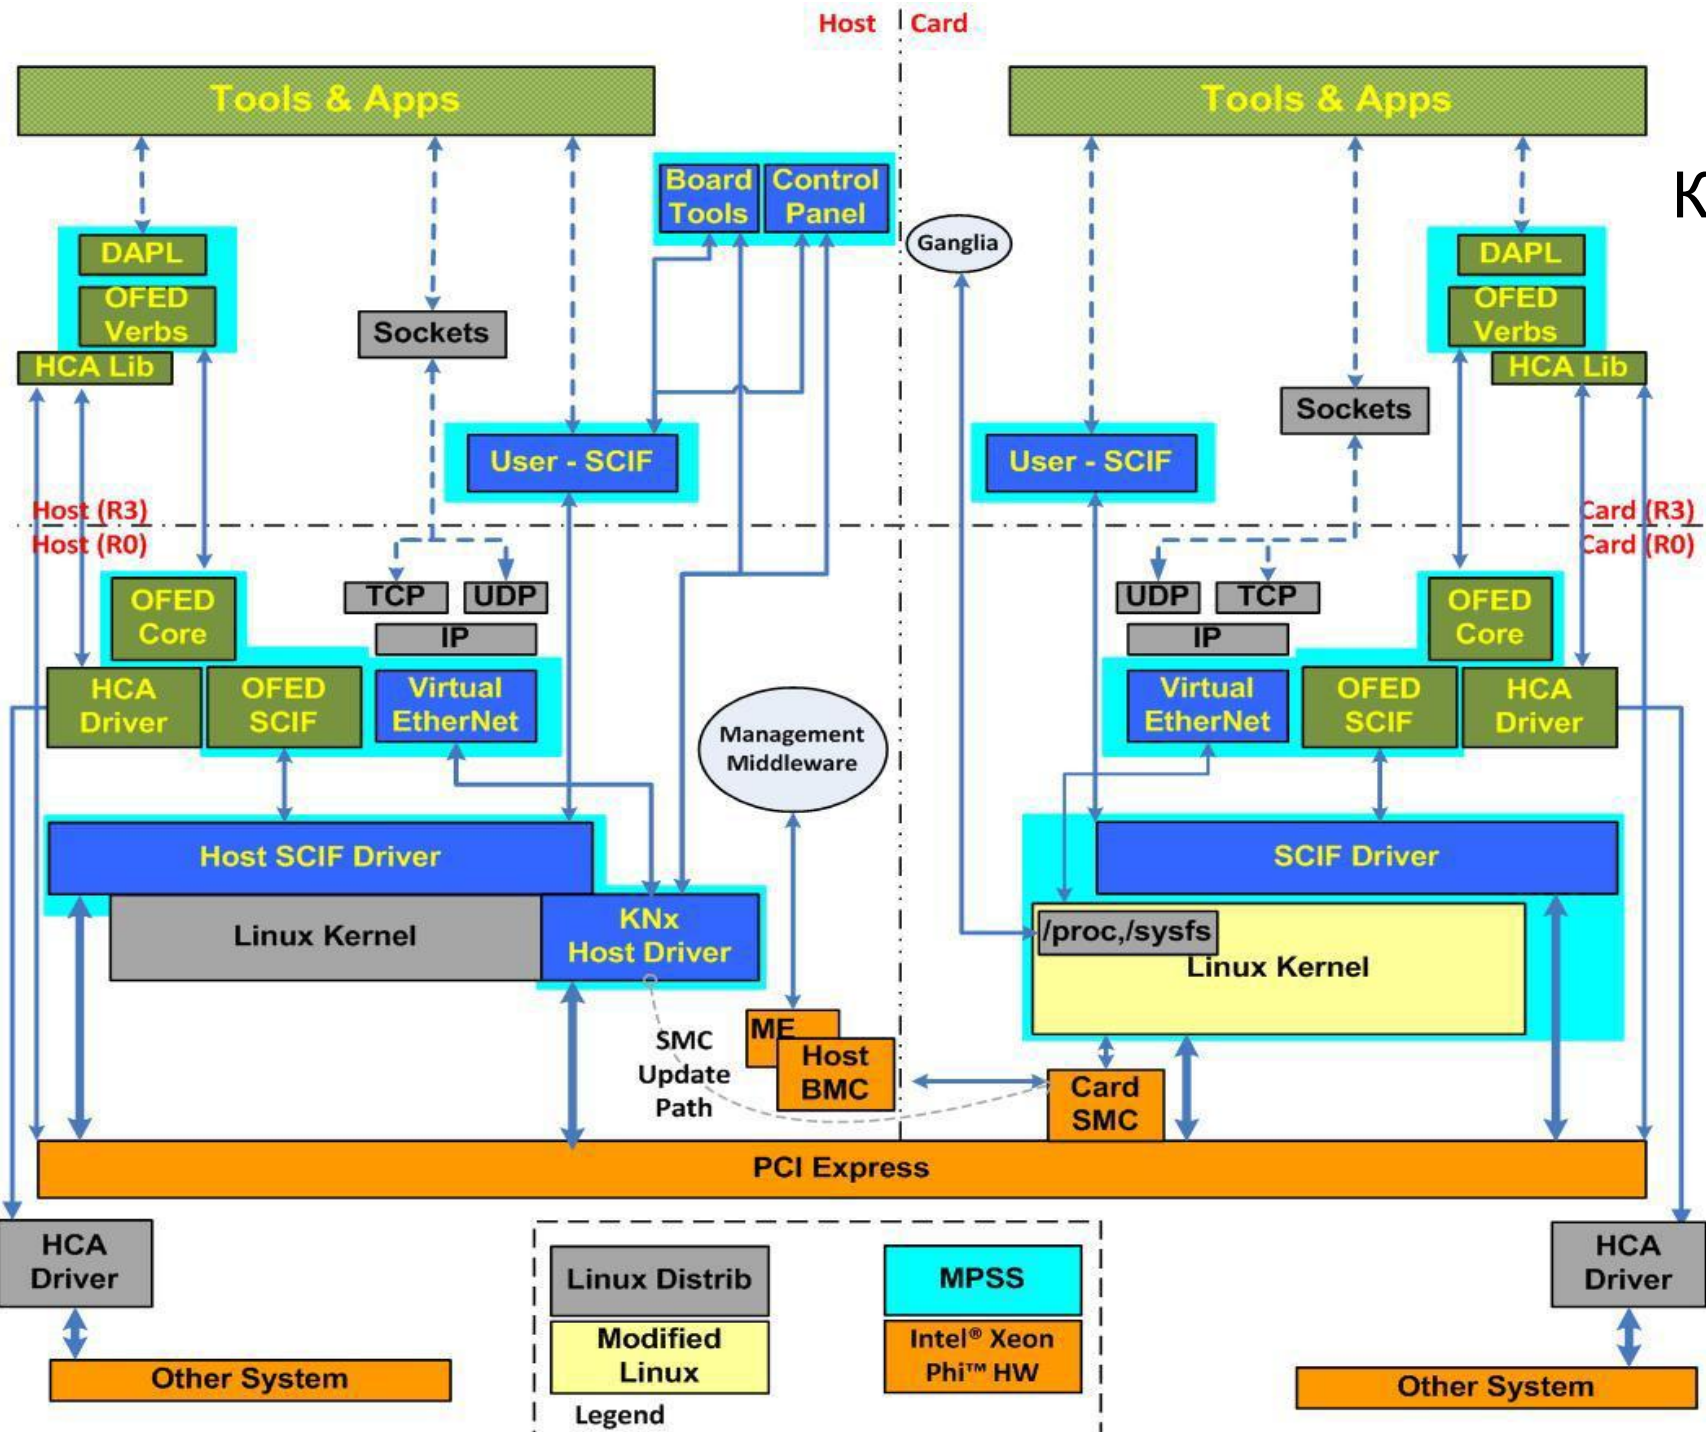 Host
Card
Tools & Apps
Tools & Apps
Board
Tools
Control
Panel
К
Ganglia
DAPL
OFED
Verbs
HCA Lib
Sockets
DAPL
OFED
Verbs
HCA Lib
Sockets
User - SCIF
User - SCIF
Host (R3)
Host (R0)
Card (R3)
Card (R0)
OFED
Core
TCP
UDP
IP
UDP
TCP
IP
OFED
Core
HCA
Driver
OFED
SCIF
Virtual
EtherNet
Management
Middleware
Virtual
EtherNet
OFED
SCIF
HCA
Driver
Host SCIF Driver
SCIF Driver
Linux Kernel
KNx
Host Driver
/proc,/sysfs
Linux Kernel
SMC
Update
Path
ME
Host
BMC
Card
SMC
PCI Express
HCA
Driver
Linux Distrib
MPSS
HCA
Driver
Modified
Linux
Intel® Xeon
Phi™ HW
Other System
Other System
Legend